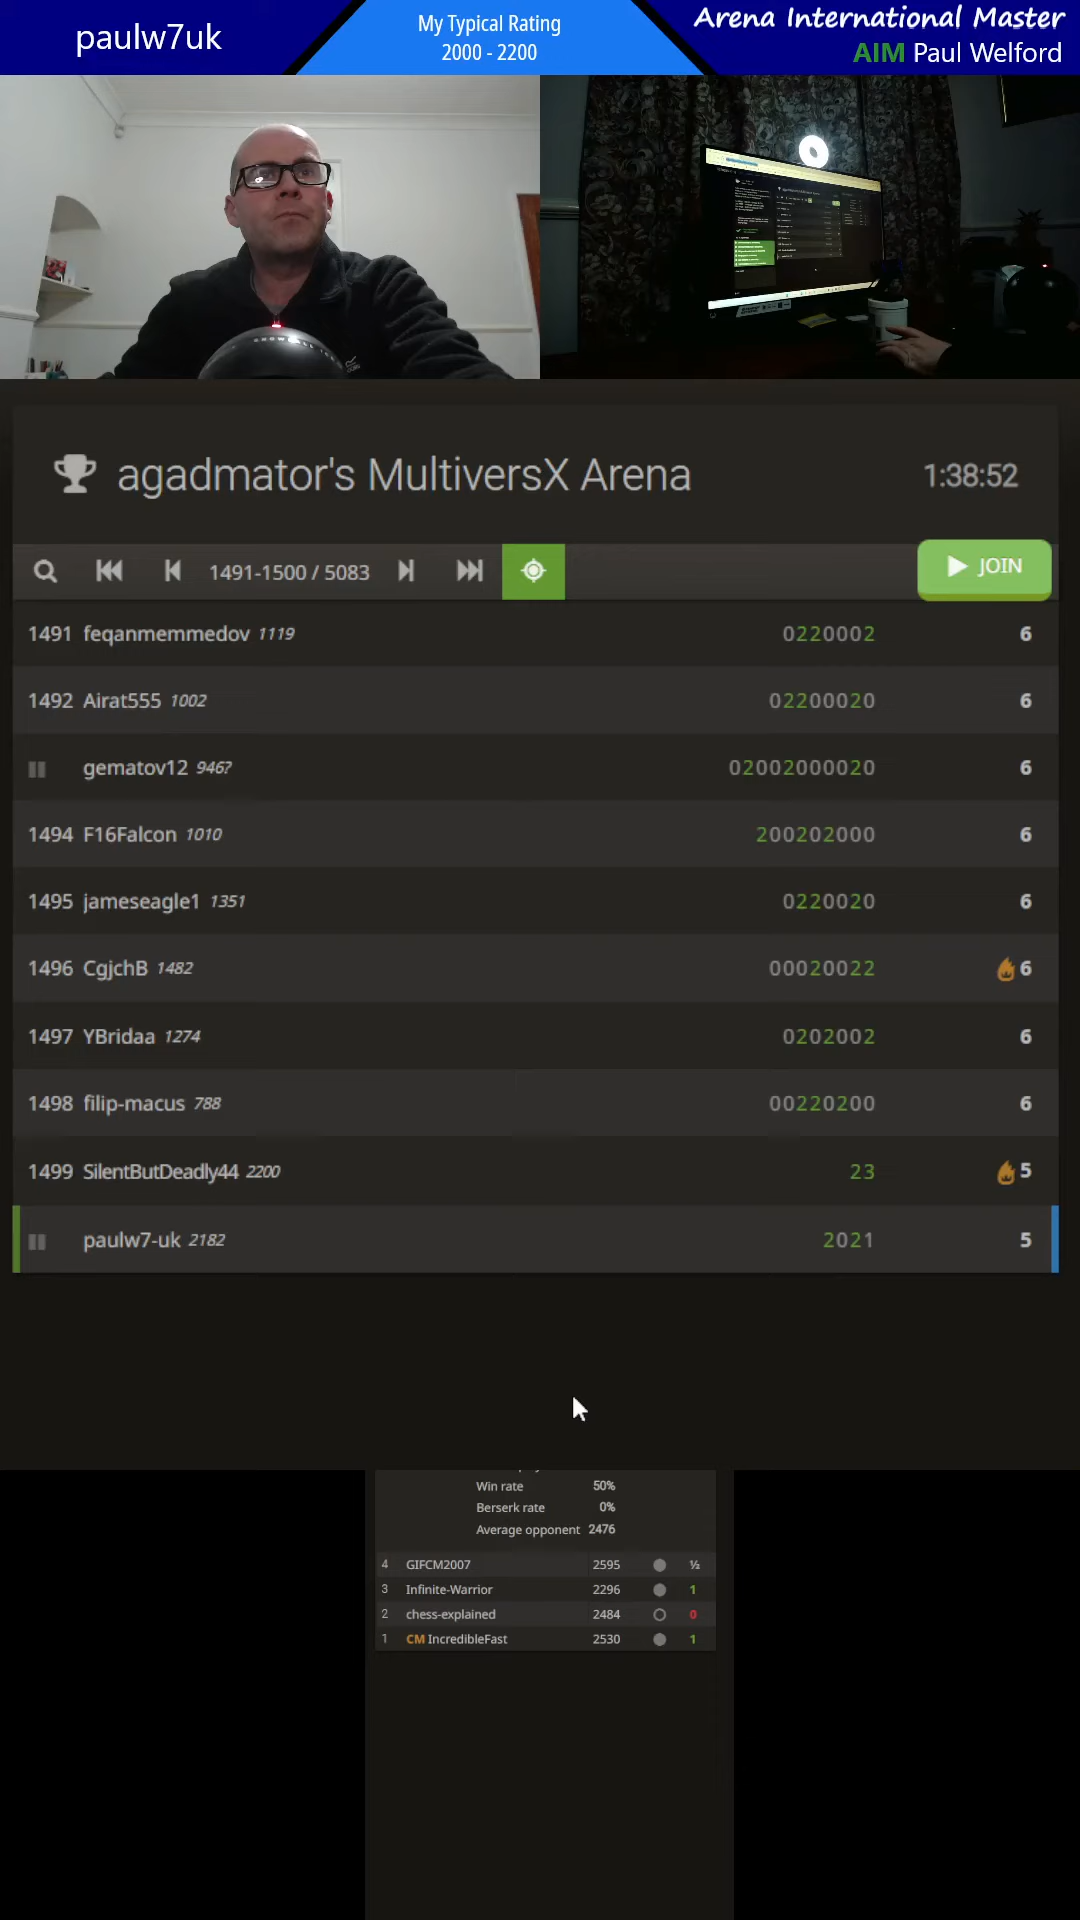 paulw7uk
My Typical Rating
2000 - 2200
Arena International Master
AIM Paul Welford
agadmator's MultiversX Arena
1:38:52
1491-1500 / 5083
JOIN
1491 feqanmemmedov 1119 0220002 6
1492 Airat555 1002 02200020 6
gematov12 946? 02002000020 6
1494 F16Falcon 1010 200202000 6
1495 jameseagle1 1351 0220020 6
1496 CgjchB 1482 00020022 6
1497 YBridaa 1274 0202002 6
1498 filip-macus 788 00220200 6
1499 SilentButDeadly44 2200 23 5
paulw7-uk 2182 2021 5
Win rate 50%
Berserk rate 0%
Average opponent 2476
4 GIFCM2007 2595 ½
3 Infinite-Warrior 2296 1
2 chess-explained 2484 0
1 CM IncredibleFast 2530 1